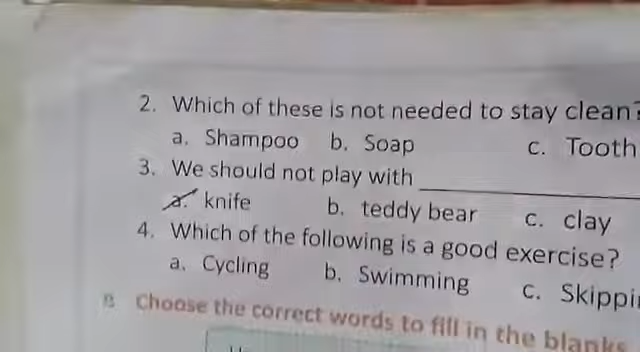 2. Which of these is not needed to stay clean?
a. Shampoo b. Soap c. Tooth
3. We should not play with ________
a. knife b. teddy bear c. clay
4. Which of the following is a good exercise?
a. Cycling b. Swimming c. Skippi
B Choose the correct words to fill in the blanks